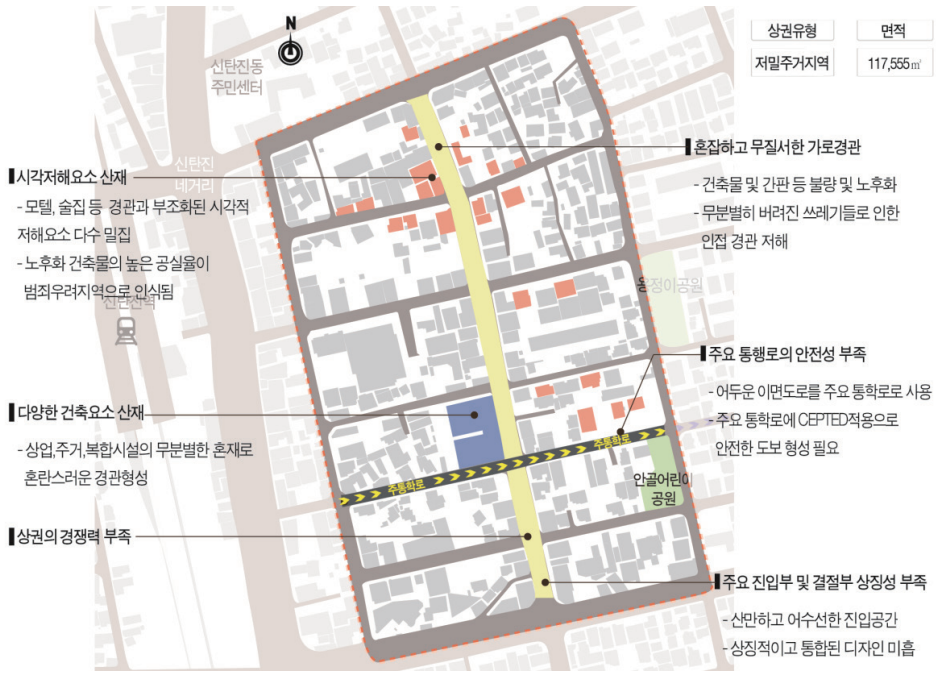 N
상권유형
면적
저밀주거지역
117,555㎡
신탄진동
주민센터
신탄진
네거리
신탄진역
시각저해요소 산재
- 모텔, 술집 등 경관과 부조화된 시각적
저해요소 다수 밀집
- 노후화 건축물의 높은 공실율이
범죄우려지역으로 인식됨
다양한 건축요소 산재
- 상업,주거,복합시설의 무분별한 혼재로
혼란스러운 경관형성
상권의 경쟁력 부족
혼잡하고 무질서한 가로경관
- 건축물 및 간판 등 불량 및 노후화
- 무분별히 버려진 쓰레기들로 인한
인접 경관 저해
주요 통행로의 안전성 부족
- 어두운 이면도로를 주요 통학로로 사용
- 주요 통학로에 CEPTED적용으로
안전한 도보 형성 필요
주통학로
주통학로
안골어린이
공원
주요 진입부 및 결절부 상징성 부족
- 산만하고 어수선한 진입공간
- 상징적이고 통합된 디자인 미흡